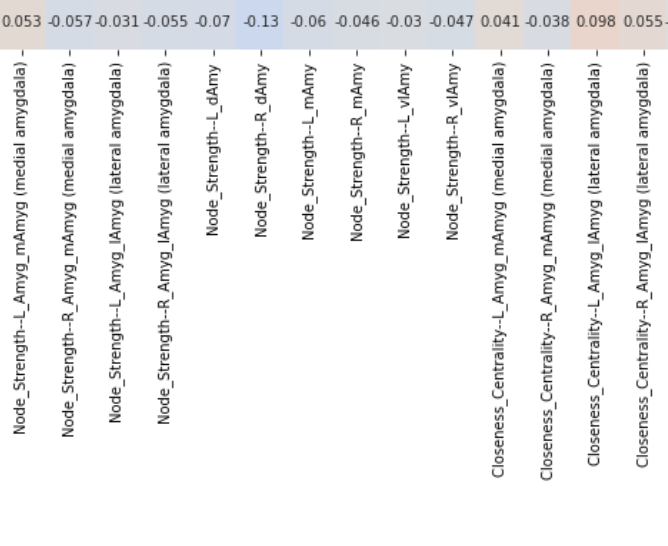 0.053 -0.057 -0.031 -0.055 -0.07 -0.13 -0.06 -0.046 -0.03 -0.047 0.041 -0.038 0.098 0.055 -
Node_Strength--L_Amyg_mAmyg (medial amygdala)
Node_Strength--R_Amyg_mAmyg (medial amygdala)
Node_Strength--L_Amyg_lAmyg (lateral amygdala)
Node_Strength--R_Amyg_lAmyg (lateral amygdala)
Node_Strength--L_dAmy
Node_Strength--R_dAmy
Node_Strength--L_mAmy
Node_Strength--R_mAmy
Node_Strength--L_vlAmy
Node_Strength--R_vlAmy
Closeness_Centrality--L_Amyg_mAmyg (medial amygdala)
Closeness_Centrality--R_Amyg_mAmyg (medial amygdala)
Closeness_Centrality--L_Amyg_lAmyg (lateral amygdala)
Closeness_Centrality--R_Amyg_lAmyg (lateral amygdala)